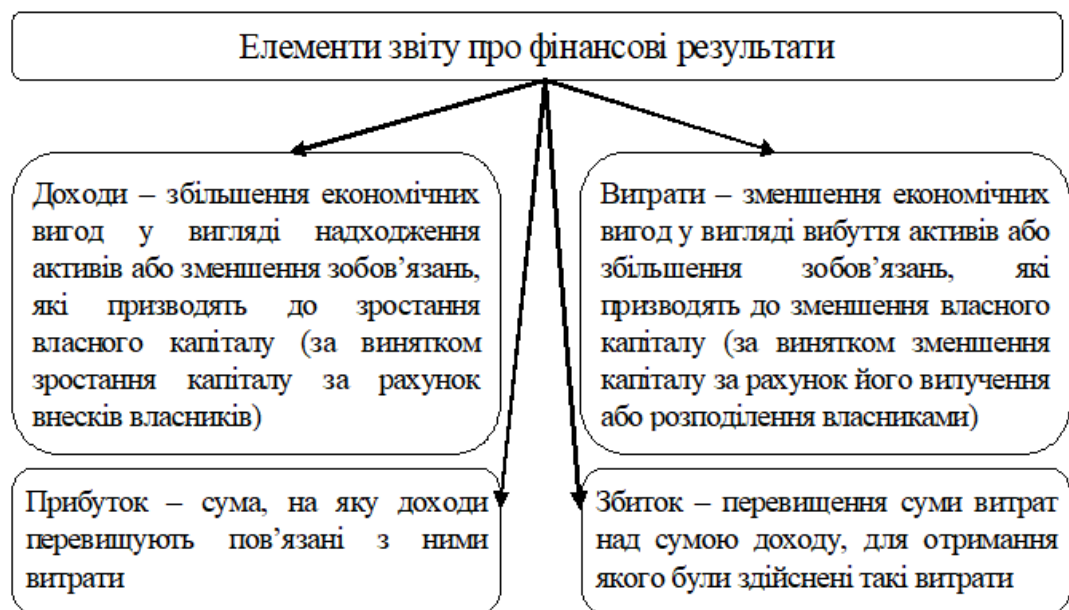 Елементи звіту про фінансові результати
Доходи – збільшення економічних
вигод у вигляді надходження
активів або зменшення зобов’язань,
які призводять до зростання
власного капіталу (за винятком
зростання капіталу за рахунок
внесків власників)
Витрати – зменшення економічних
вигод у вигляді вибуття активів або
збільшення зобов’язань, які
призводять до зменшення власного
капіталу (за винятком зменшення
капіталу за рахунок його вилучення
або розподілення власниками)
Прибуток – сума, на яку доходи
перевищують пов’язані з ними
витрати
Збиток – перевищення суми витрат
над сумою доходу, для отримання
якого були здійснені такі витрати